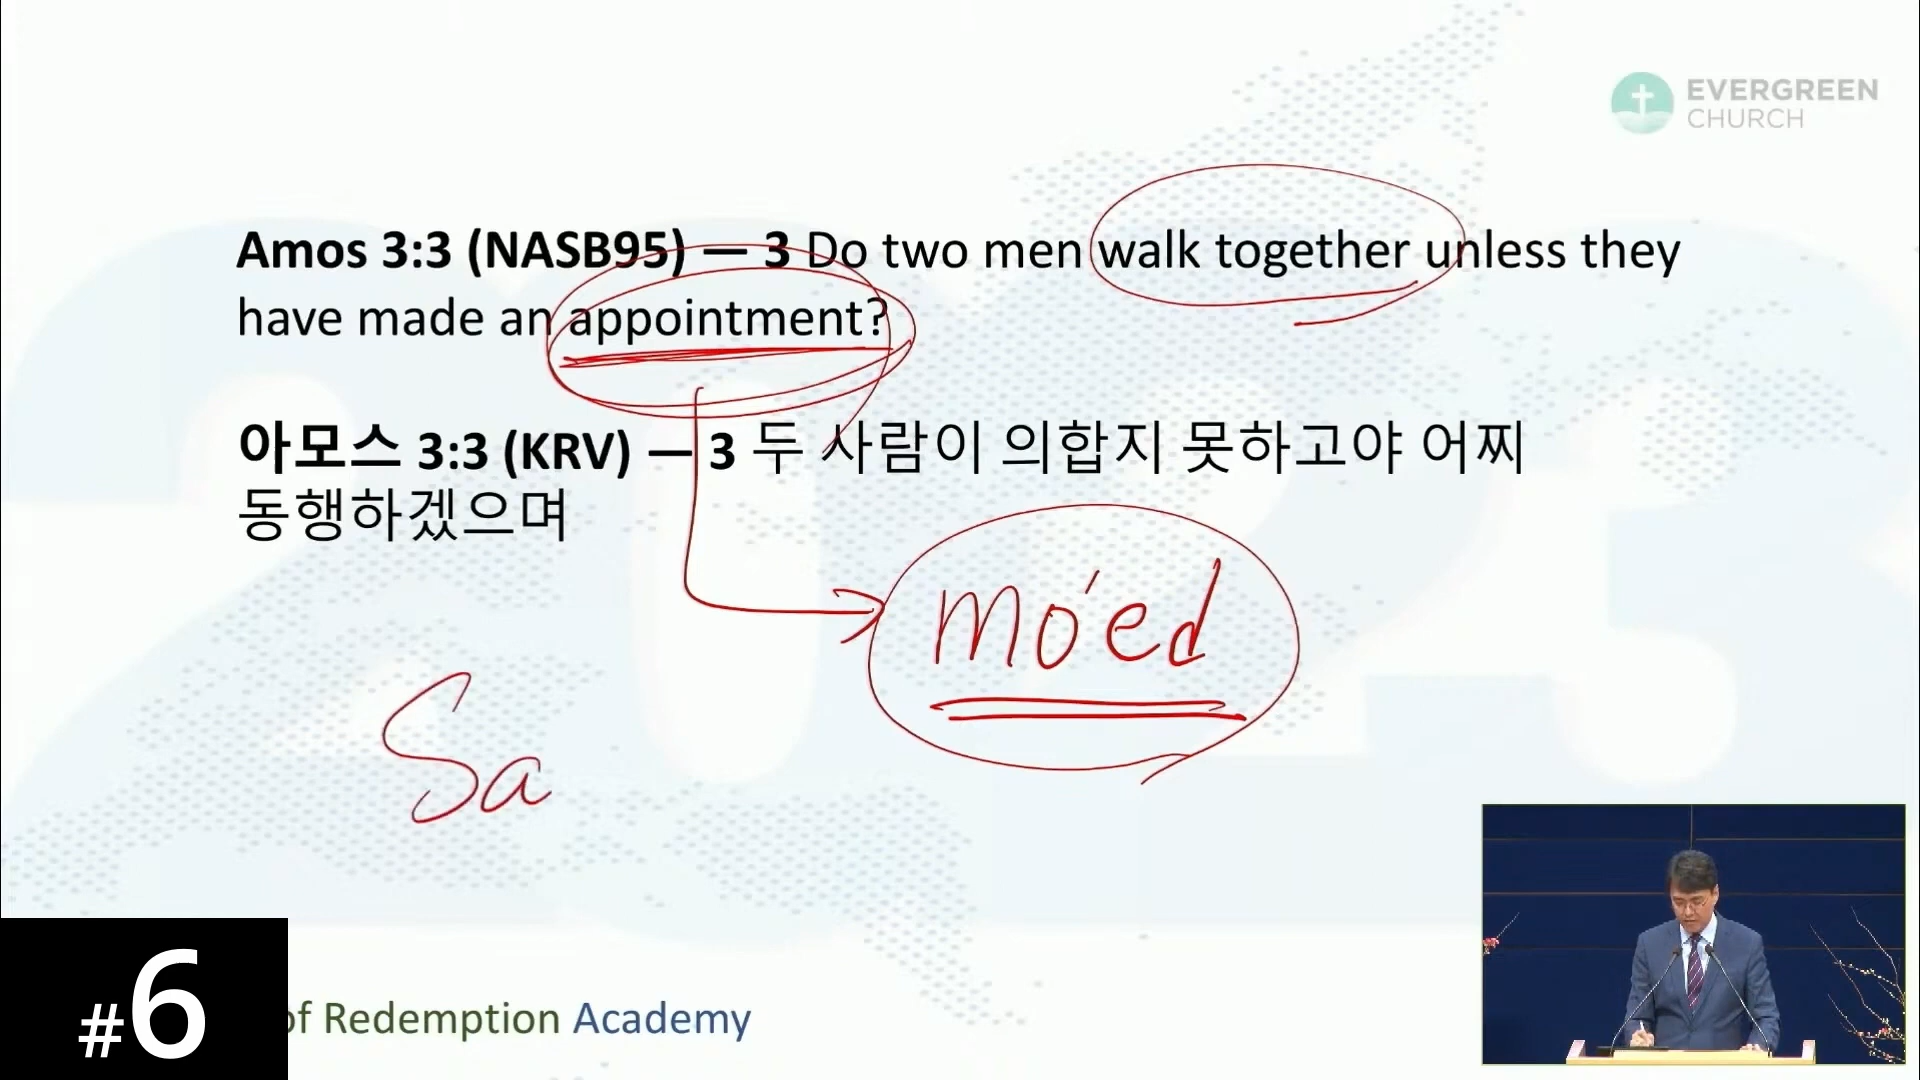 EVERGREEN
CHURCH
Amos 3:3 (NASB95) — 3 Do two men walk together unless they
have made an appointment?
아모스 3:3 (KRV) — 3 두 사람이 의합지 못하고야 어찌
동행하겠으며
mo'ed
Sa
#6
of Redemption Academy